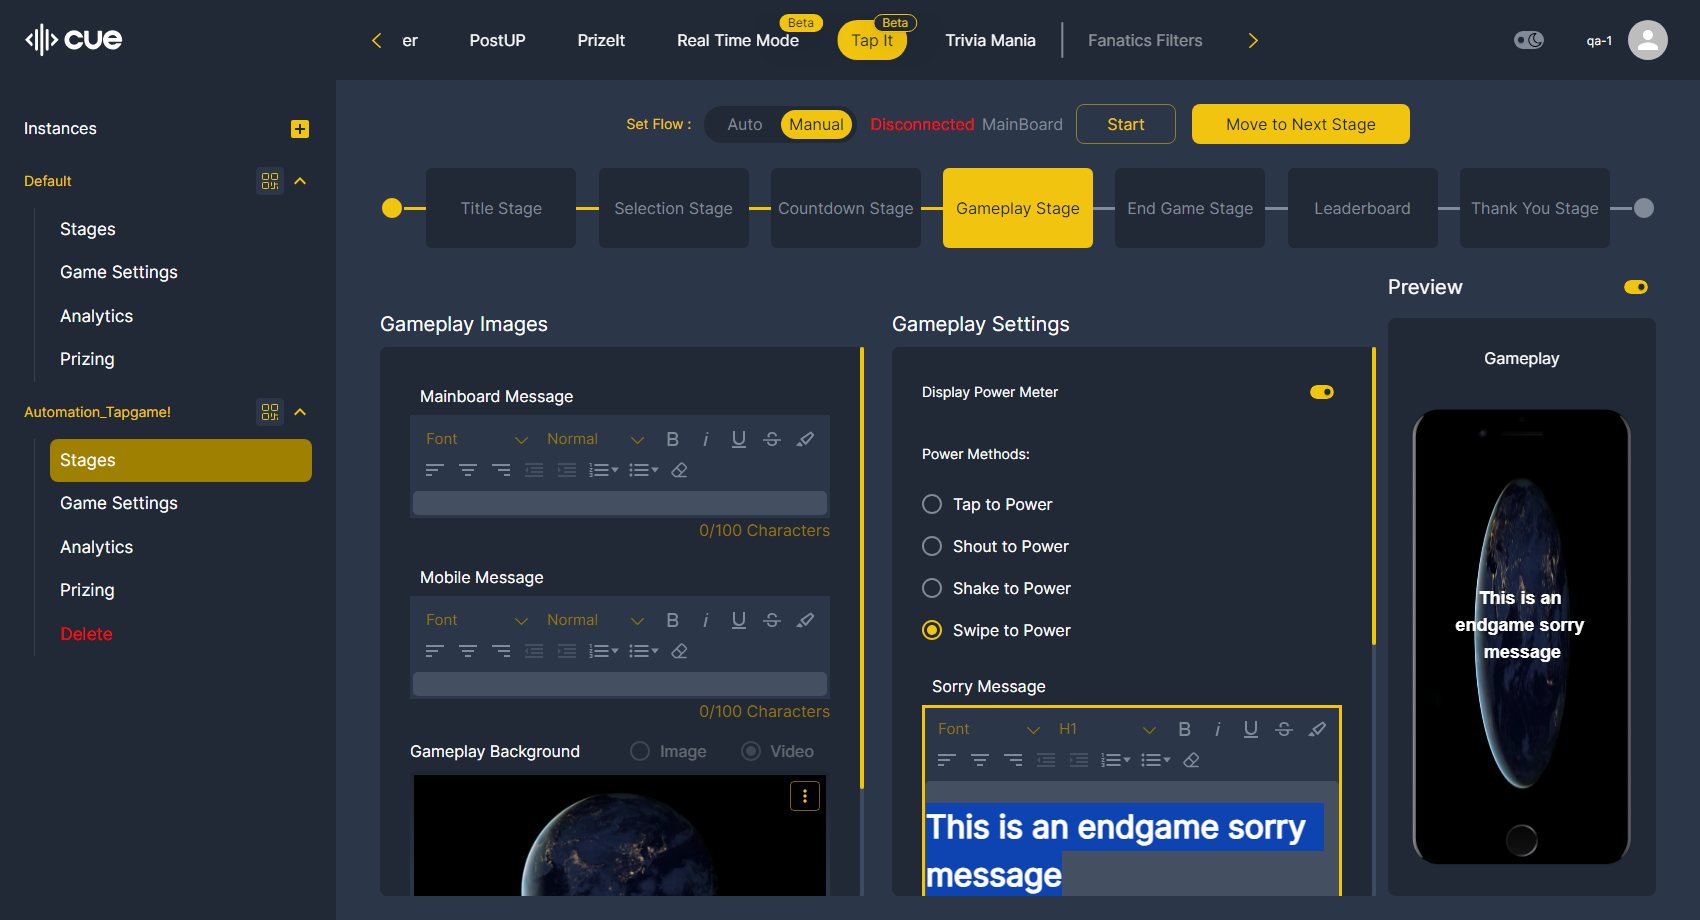 cue
er
PostUP
PrizeIt
Real Time Mode
Beta
Tap It
Beta
Trivia Mania
Fanatics Filters
qa-1
Instances
Default
Stages
Game Settings
Analytics
Prizing
Automation_Tapgame!
Stages
Game Settings
Analytics
Prizing
Delete
Set Flow :
Auto
Manual
Disconnected
MainBoard
Start
Move to Next Stage
Title Stage
Selection Stage
Countdown Stage
Gameplay Stage
End Game Stage
Leaderboard
Thank You Stage
Gameplay Images
Mainboard Message
Font
Normal
0/100 Characters
Mobile Message
Font
Normal
0/100 Characters
Gameplay Background
Image
Video
Gameplay Settings
Display Power Meter
Power Methods:
Tap to Power
Shout to Power
Shake to Power
Swipe to Power
Sorry Message
Font
H1
This is an endgame sorry
message
Preview
Gameplay
This is an
endgame sorry
message